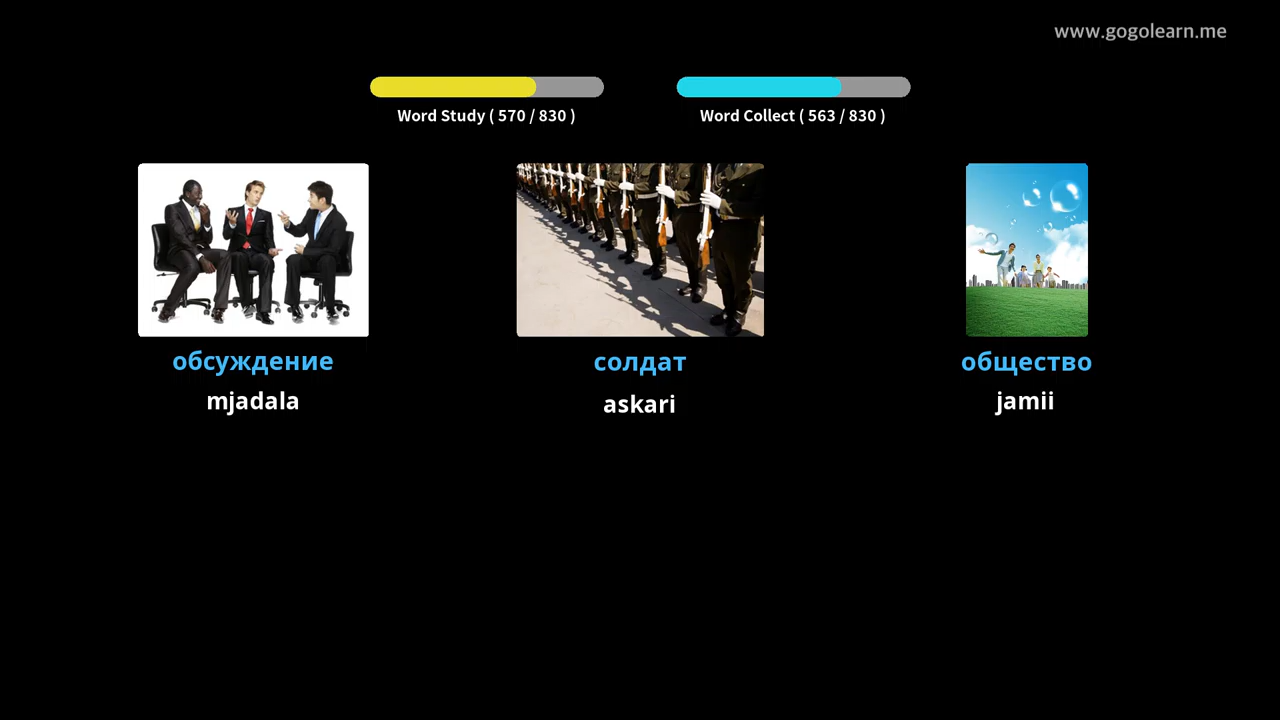 www.gogolearn.me
Word Study ( 570 / 830 )
Word Collect ( 563 / 830 )
обсуждение
mjadala
солдат
askari
общество
jamii